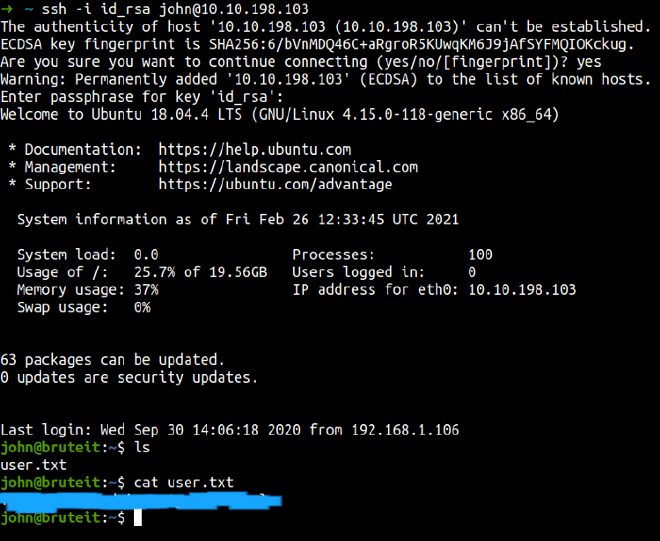 → ~ ssh -i id_rsa john@10.10.198.103
The authenticity of host '10.10.198.103 (10.10.198.103)' can't be established.
ECDSA key fingerprint is SHA256:6/bVnMDQ46C+aRgroR5KUwqKM6J9jAfSYFMQIOKckug.
Are you sure you want to continue connecting (yes/no/[fingerprint])? yes
Warning: Permanently added '10.10.198.103' (ECDSA) to the list of known hosts.
Enter passphrase for key 'id_rsa':
Welcome to Ubuntu 18.04.4 LTS (GNU/Linux 4.15.0-118-generic x86_64)
* Documentation: https://help.ubuntu.com
* Management: https://landscape.canonical.com
* Support: https://ubuntu.com/advantage
System information as of Fri Feb 26 12:33:45 UTC 2021
System load: 0.0 Processes: 100
Usage of /: 25.7% of 19.56GB Users logged in: 0
Memory usage: 37% IP address for eth0: 10.10.198.103
Swap usage: 0%
63 packages can be updated.
0 updates are security updates.
Last login: Wed Sep 30 14:06:18 2020 from 192.168.1.106
john@bruteit:~$ ls
user.txt
john@bruteit:~$ cat user.txt
john@bruteit:~$